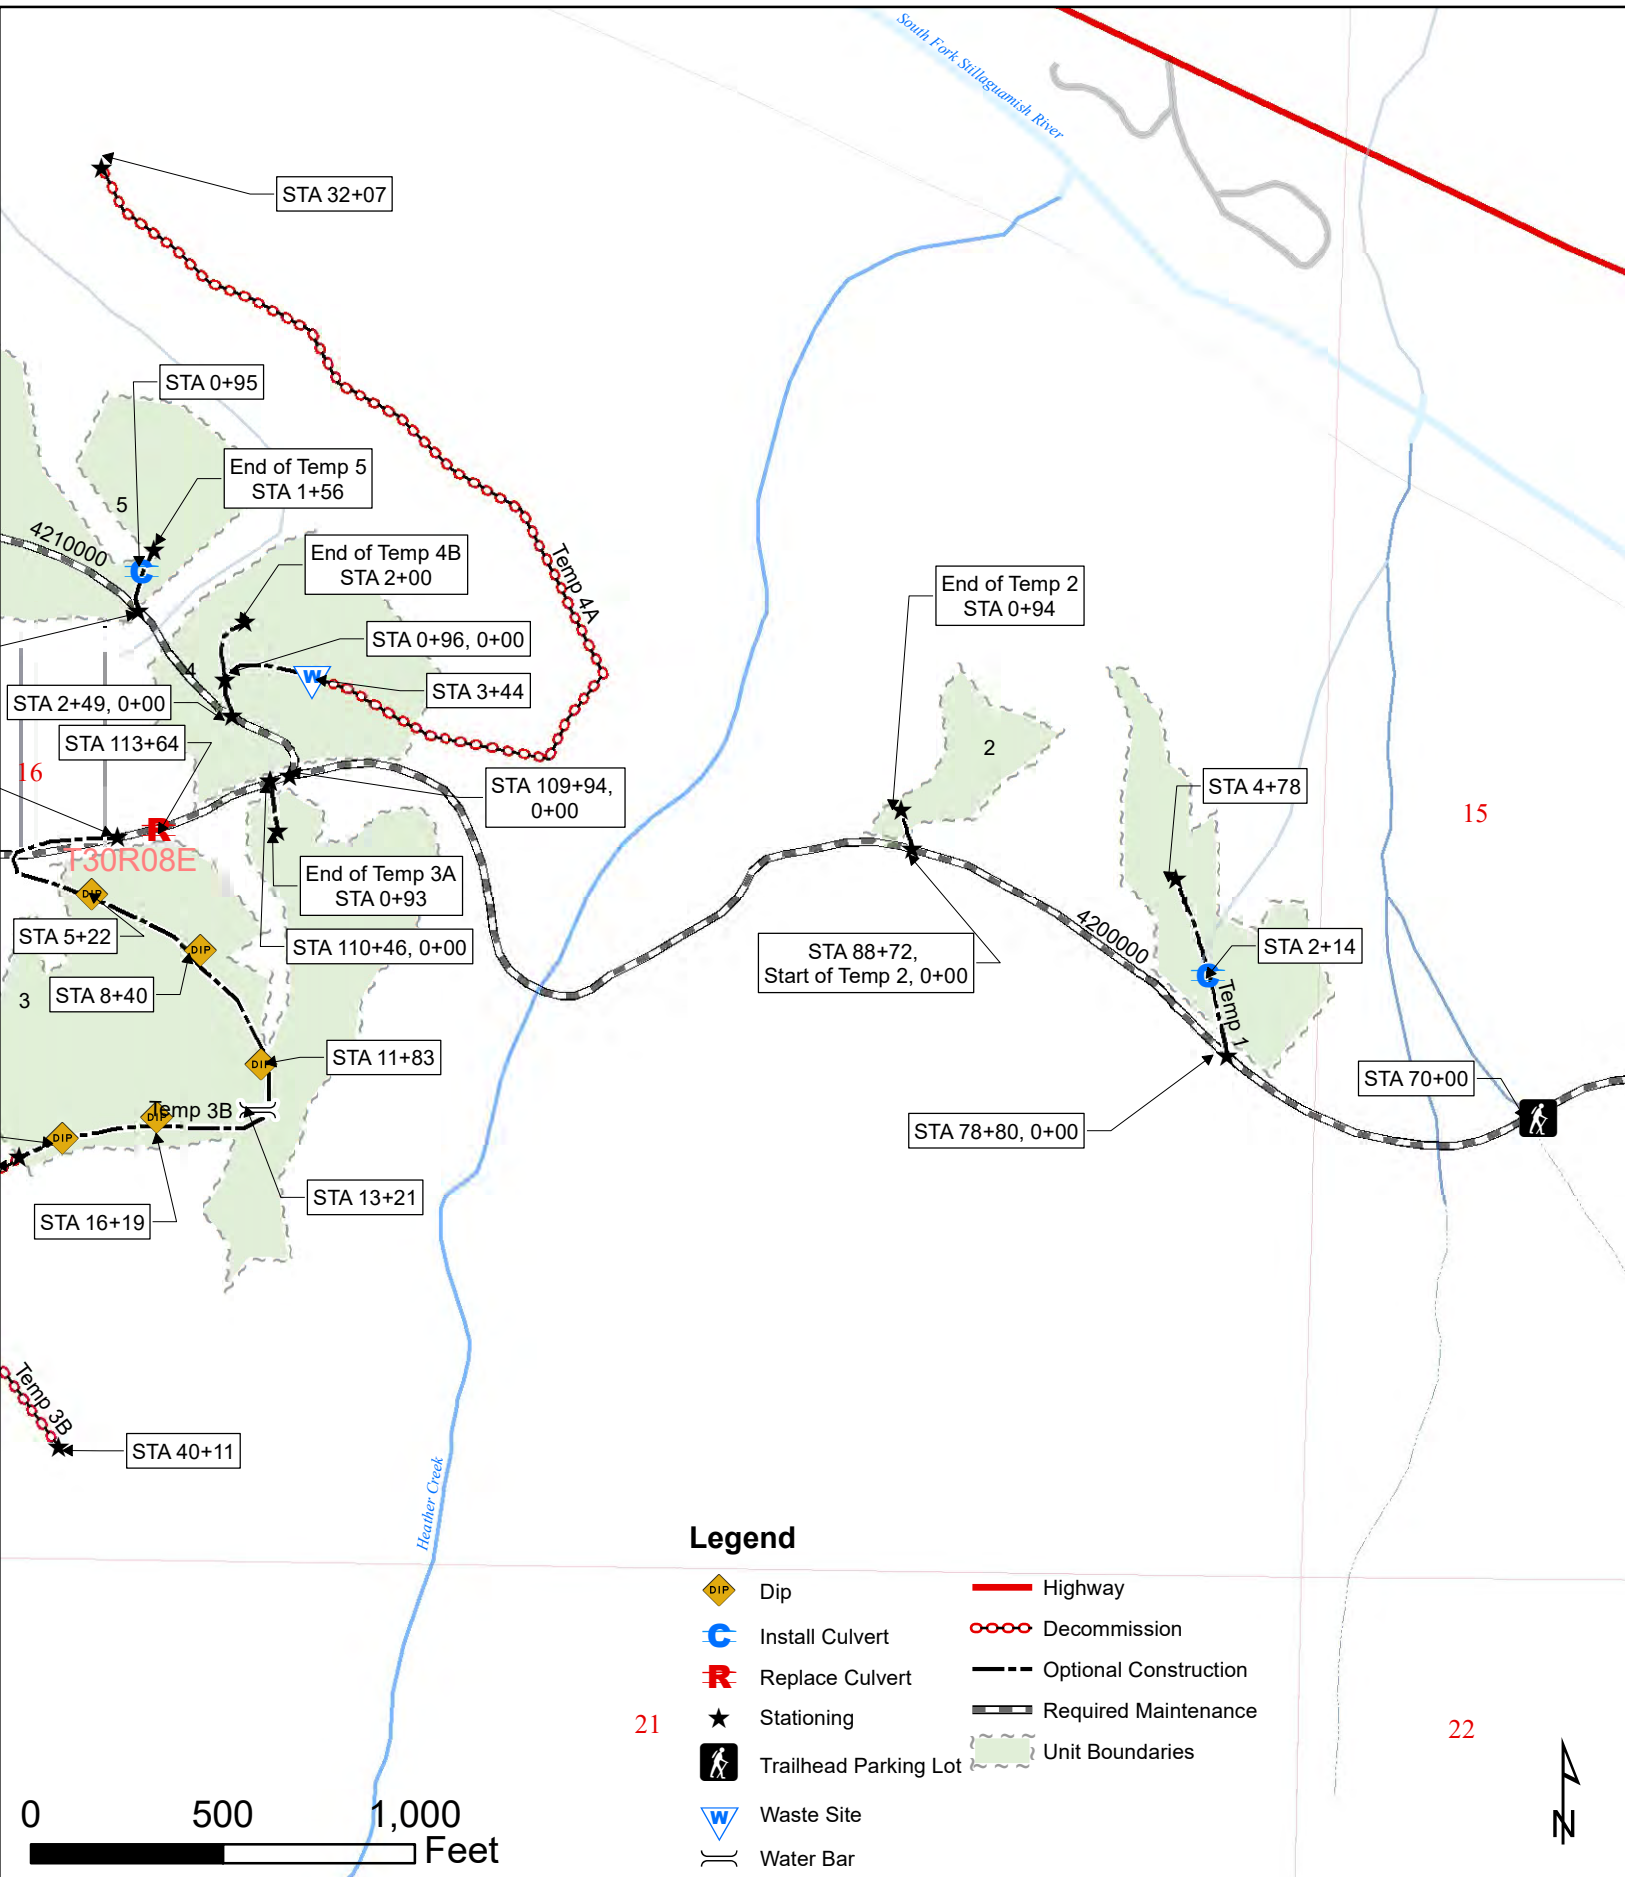 South Fork Stillaguamish River
STA 32+07
STA 0+95
End of Temp 5
STA 1+56
5
4210000
End of Temp 4B
STA 2+00
Temp 4A
End of Temp 2
STA 0+94
STA 0+96, 0+00
4
STA 2+49, 0+00
STA 3+44
W
C
STA 113+64
16
2
STA 109+94,
0+00
STA 4+78
15
R
T30R08E
End of Temp 3A
STA 0+93
DIP
STA 5+22
STA 110+46, 0+00
4200000
STA 88+72,
Start of Temp 2, 0+00
STA 2+14
DIP
C
3
STA 8+40
Temp 1
STA 11+83
DIP
STA 70+00
Temp 3B
DIP
DIP
STA 78+80, 0+00
STA 13+21
STA 16+19
Temp 3B
STA 40+11
Heather Creek
Legend
DIP Dip
C Install Culvert
R Replace Culvert
Stationing
Trailhead Parking Lot
W Waste Site
Water Bar
Highway
Decommission
Optional Construction
Required Maintenance
Unit Boundaries
21
22
0 500 1,000
Feet
N